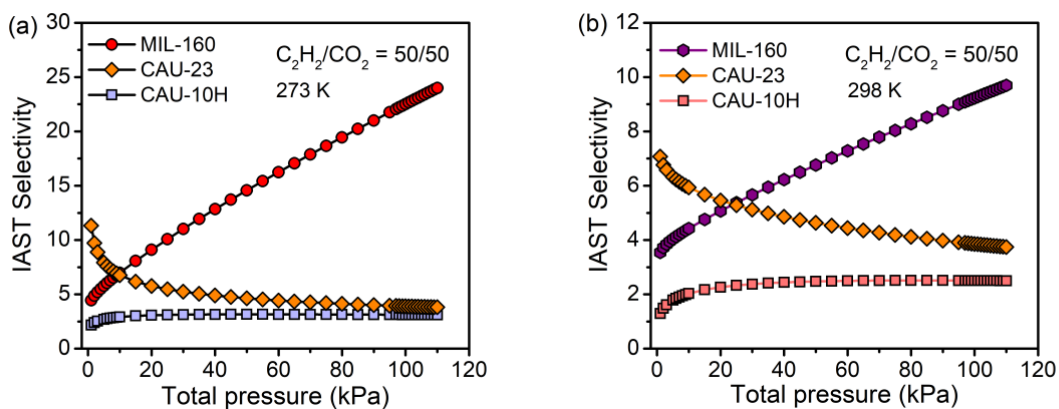 (a)
IAST Selectivity
30
25
20
15
10
5
0
MIL-160
CAU-23
CAU-10H
C₂H₂/CO₂ = 50/50
273 K
0 20 40 60 80 100 120
Total pressure (kPa)
(b)
IAST Selectivity
12
10
8
6
4
2
0
MIL-160
CAU-23
CAU-10H
C₂H₂/CO₂ = 50/50
298 K
0 20 40 60 80 100 120
Total pressure (kPa)